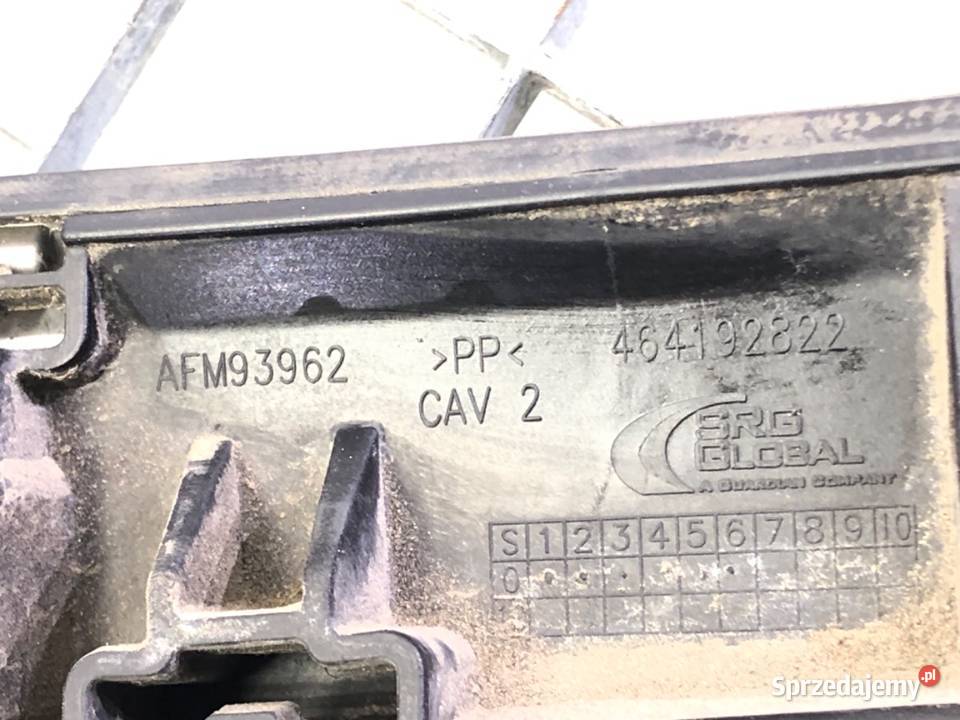 AFM93962 >PP< 464192822
CAV 2
SRG
GLOBAL
A GUARDIAN COMPANY
S 1 2 3 4 5 6 7 8 9 10
0
Sprzedajemy.pl